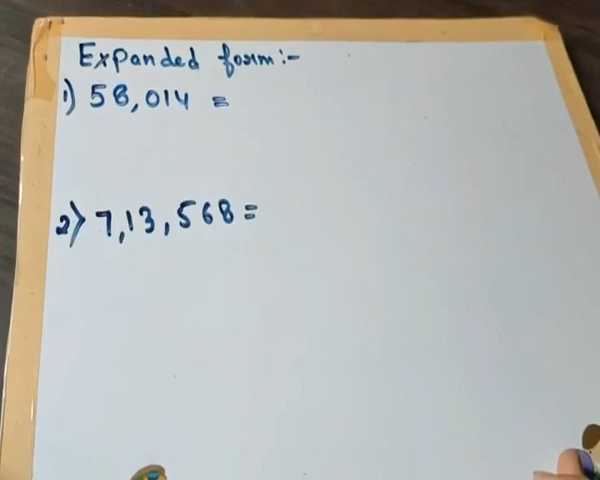 Expanded form:-
1) 58,014 =
2) 7,13,568=